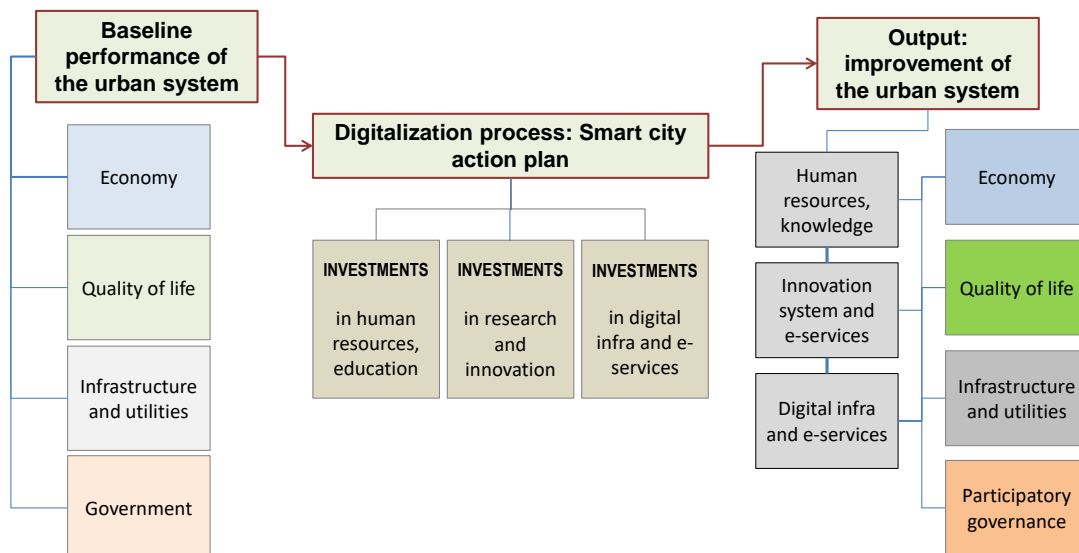 Baseline
performance of
the urban system
Economy
Quality of life
Infrastructure
and utilities
Government
Digitalization process: Smart city
action plan
INVESTMENTS
in human
resources,
education
INVESTMENTS
in research
and
innovation
INVESTMENTS
in digital
infra and e-
services
Output:
improvement of
the urban system
Human
resources,
knowledge
Innovation
system and
e-services
Digital infra
and e-services
Economy
Quality of life
Infrastructure
and utilities
Participatory
governance